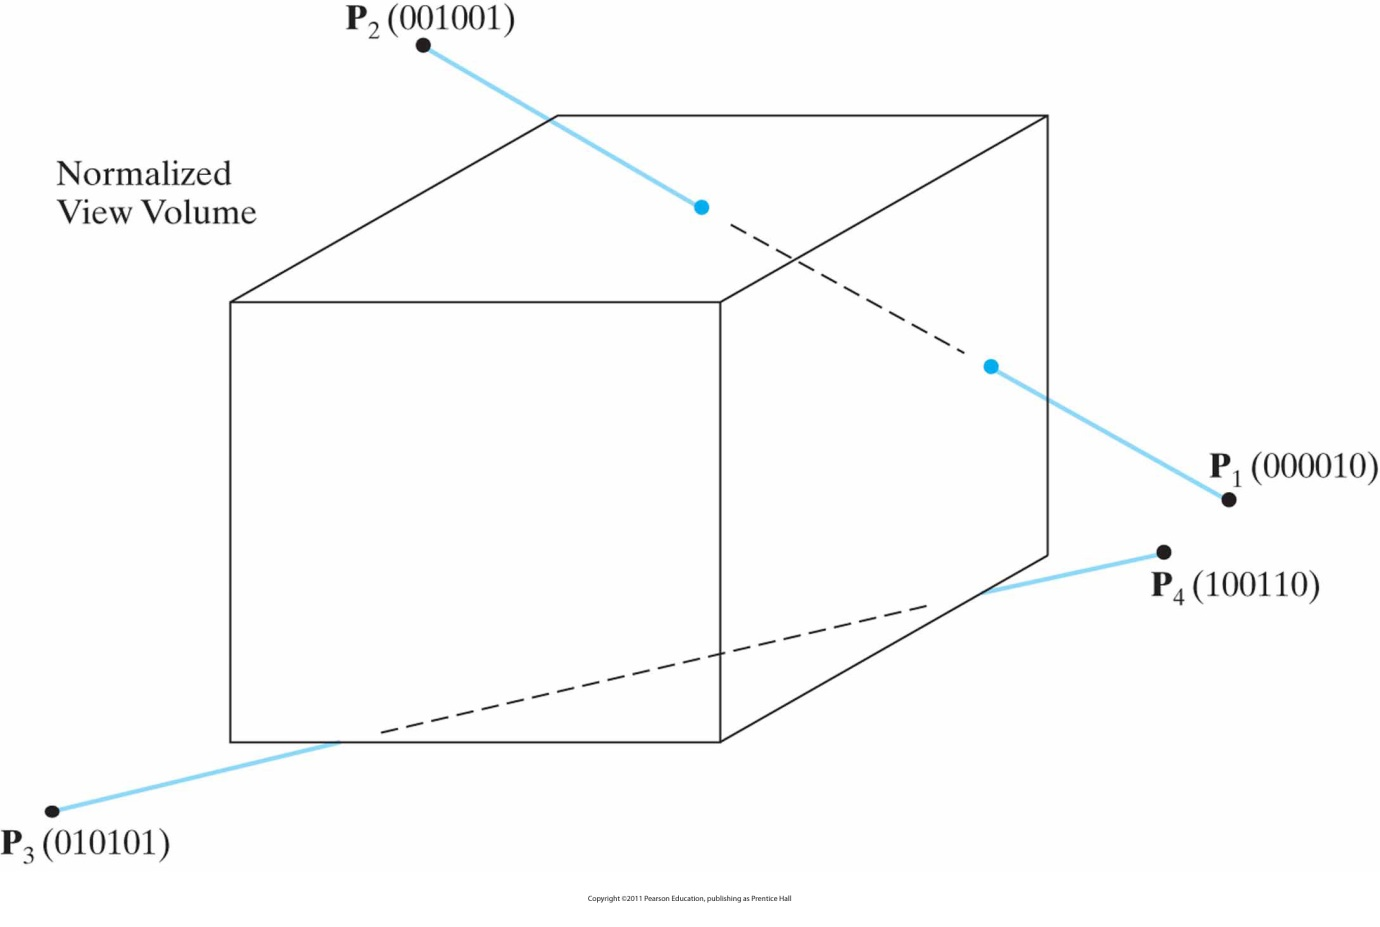 P2 (001001)
Normalized
View Volume
P1 (000010)
P4 (100110)
P3 (010101)
Copyright ©2011 Pearson Education, publishing as Prentice Hall